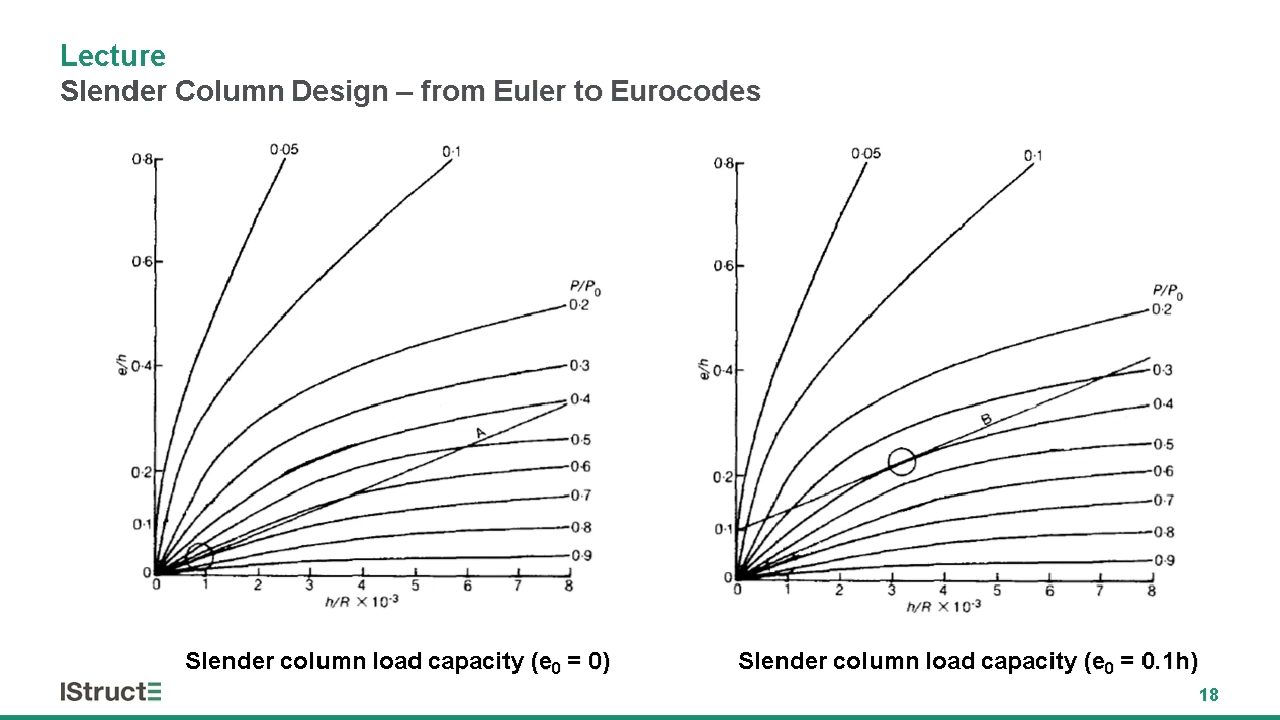 Lecture
Slender Column Design – from Euler to Eurocodes
0·05
0·1
0·8
0·6
P/P₀
0·2
0·3
e/h
0·4
0·4
A
0·5
0·2
0·6
0·7
0·1
0·8
0·9
0
0 1 2 3 4 5 6 7 8
h/R × 10⁻³
0·05
0·1
0·8
0·6
P/P₀
0·2
0·3
e/h
0·4
0·4
B
0·5
0·2
0·6
0·7
0·1
0·8
0·9
0
0 1 2 3 4 5 6 7 8
h/R × 10⁻³
Slender column load capacity (e₀ = 0)
Slender column load capacity (e₀ = 0.1h)
IStructE
18